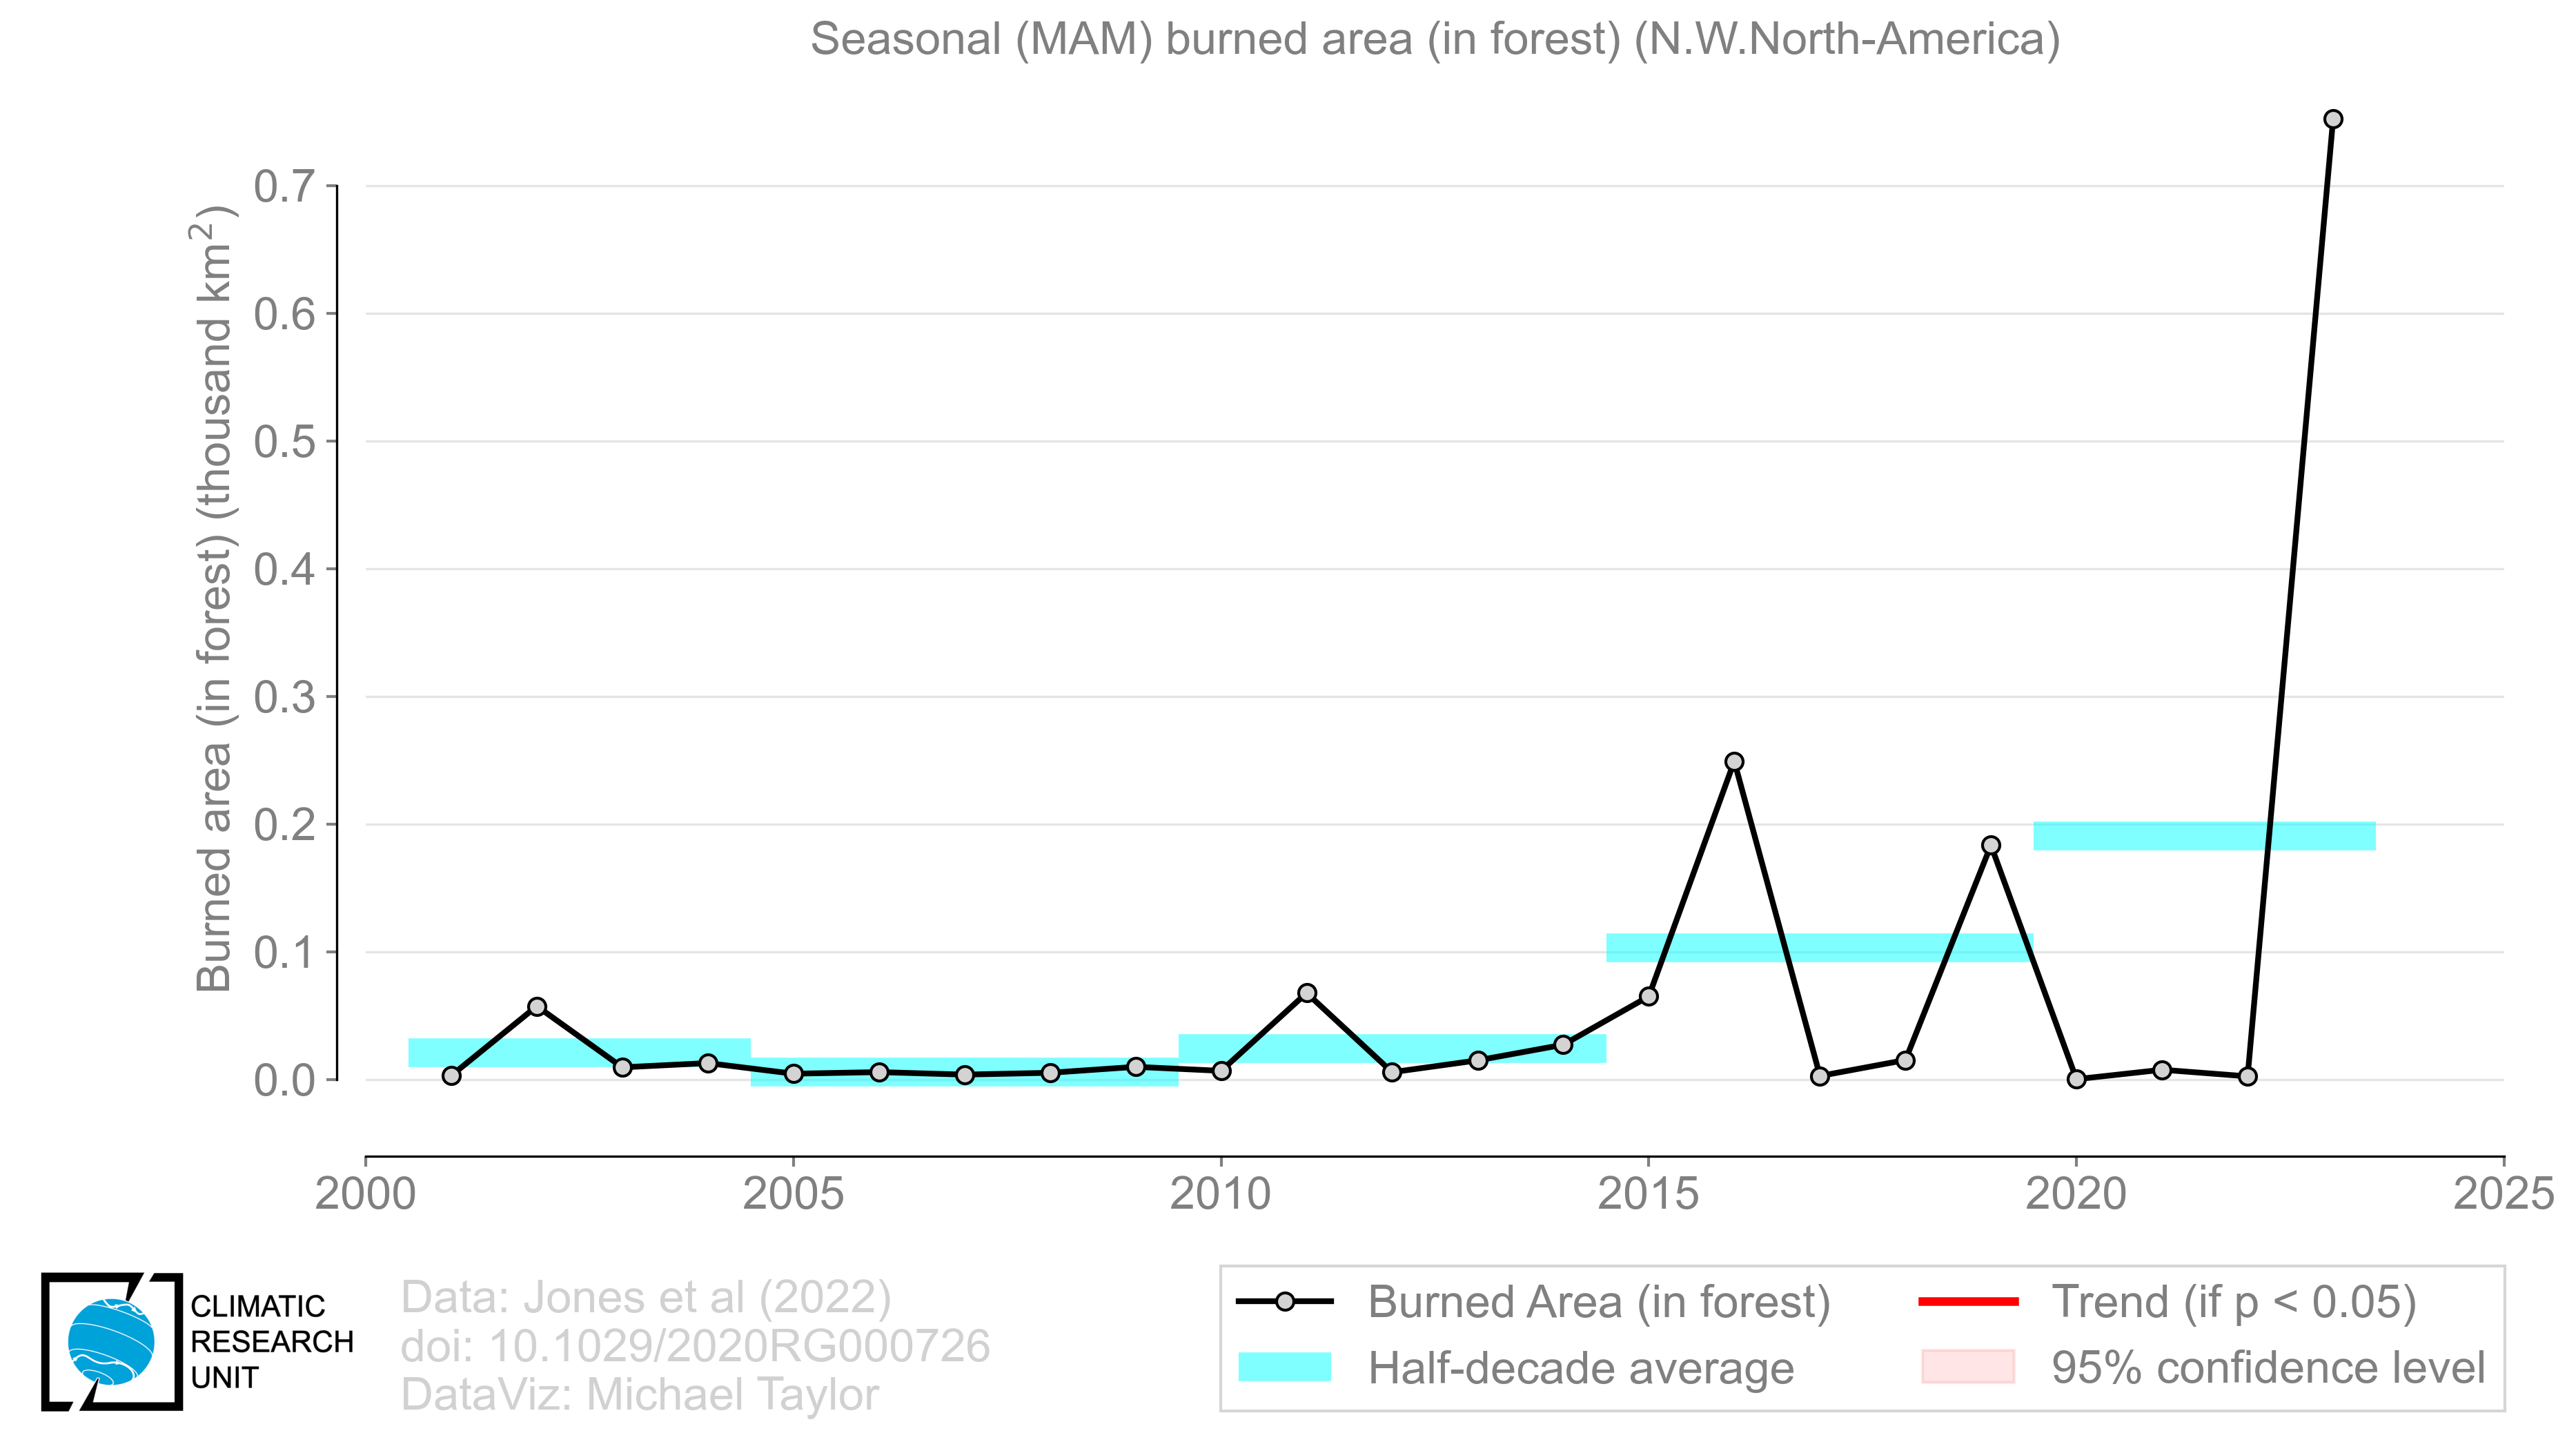 Seasonal (MAM) burned area (in forest) (N.W.North-America)
Burned area (in forest) (thousand km²)
0.7
0.6
0.5
0.4
0.3
0.2
0.1
0.0
2000 2005 2010 2015 2020 2025
CLIMATIC
RESEARCH
UNIT
Data: Jones et al (2022)
doi: 10.1029/2020RG000726
DataViz: Michael Taylor
Burned Area (in forest)
Half-decade average
Trend (if p < 0.05)
95% confidence level